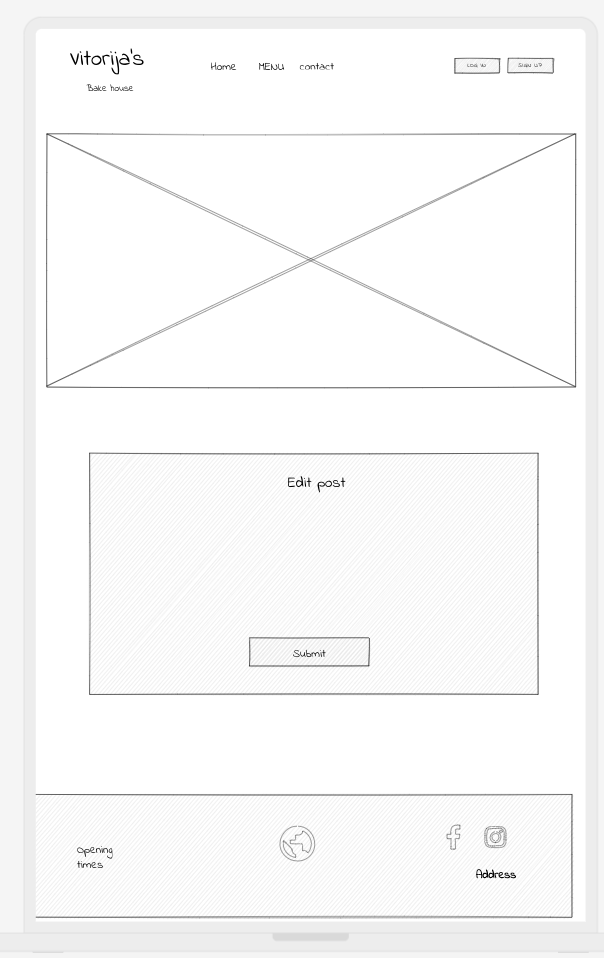 Vitorija's
Bake house
Home MENU contact
LOG IN SIGN UP
Edit post
Submit
Opening
times
Address